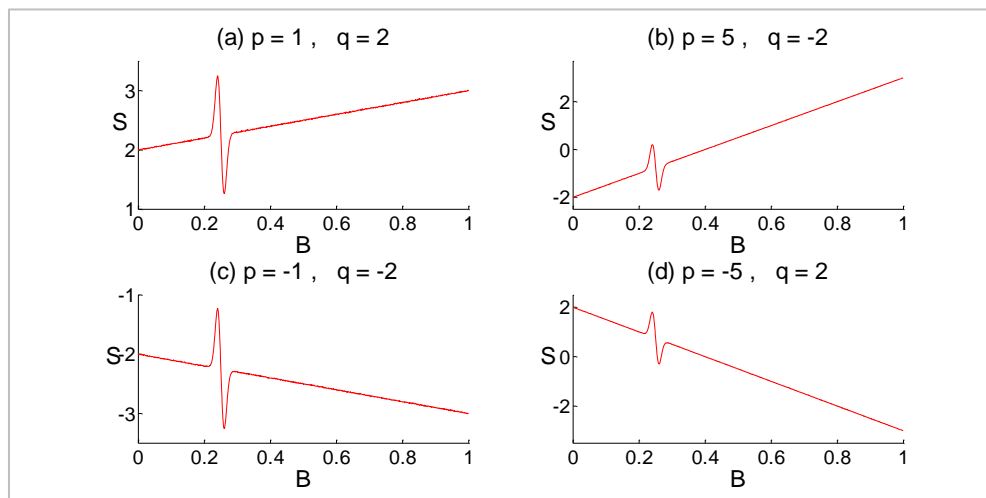 (a) p = 1 , q = 2
3
S
2
1
0 0.2 0.4 0.6 0.8 1
B
(b) p = 5 , q = -2
2
S
0
-2
0 0.2 0.4 0.6 0.8 1
B
(c) p = -1 , q = -2
-1
S
-2
-3
0 0.2 0.4 0.6 0.8 1
B
(d) p = -5 , q = 2
2
S
0
-2
0 0.2 0.4 0.6 0.8 1
B